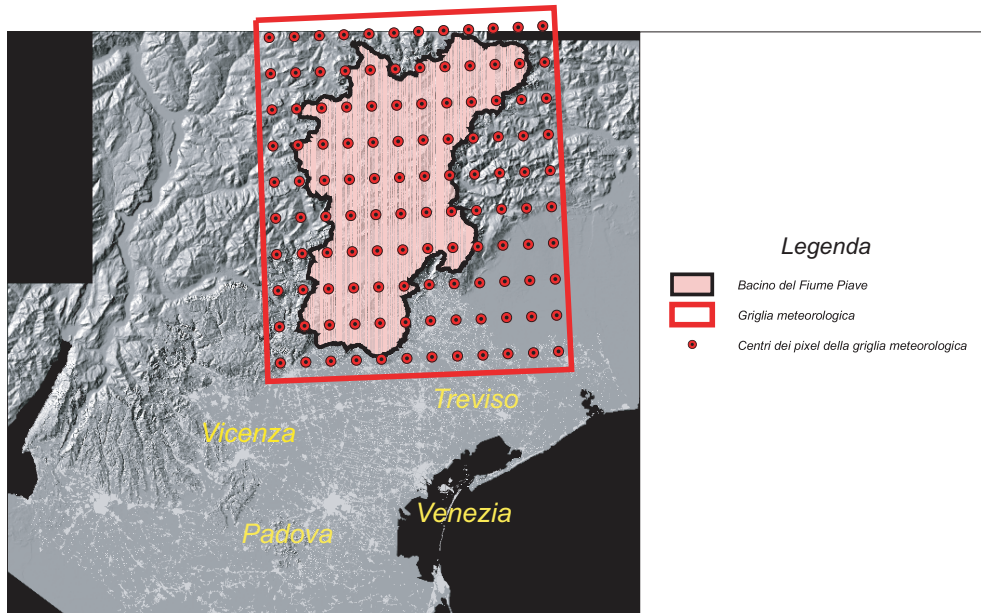 Legenda
Bacino del Fiume Piave
Griglia meteorologica
Centri dei pixel della griglia meteorologica
Treviso
Vicenza
Venezia
Padova